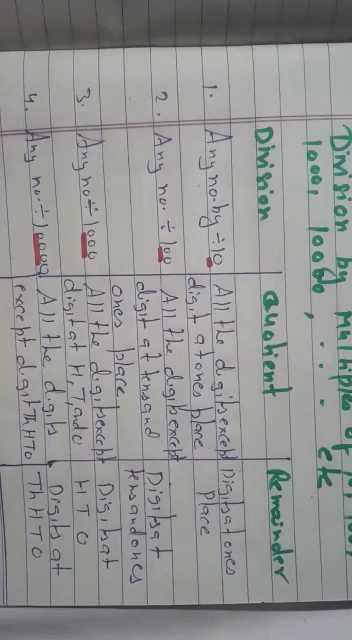 Division by multiples of 10, 100,
1000, 10000, .... etc
Division Quotient Remainder
1. Any no. by ÷10 All the digits except Digits at ones
digit at ones place Place
2. Any no. ÷ 100 All the digits except Digits at
digit at tens and tens and ones
ones place
3. Any no ÷ 1000 All the digits except Digits at
digit at H, T, and O H T O
4. Any no. ÷ 10000 All the digits Digits at
except digit Th H T O Th H T O